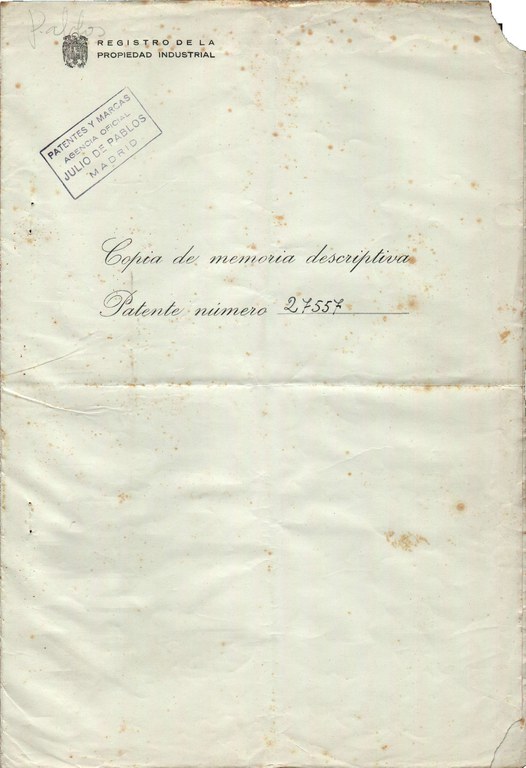 Pablos
REGISTRO DE LA
PROPIEDAD INDUSTRIAL
PATENTES Y MARCAS
AGENCIA OFICIAL
JULIO DE PABLOS
MADRID
Copia de memoria descriptiva
Patente número 27557